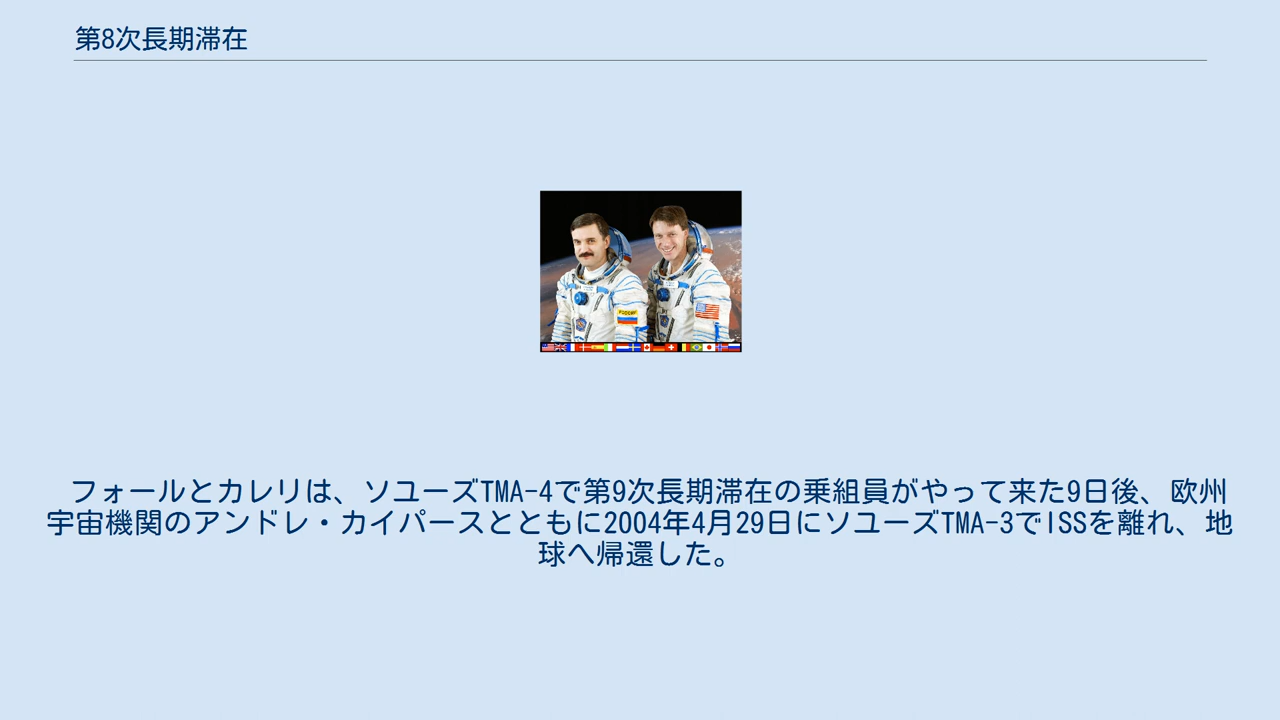 第8次長期滞在
フォールとカレリは、ソユーズTMA-4で第9次長期滞在の乗組員がやって来た9日後、欧州
宇宙機関のアンドレ・カイパースとともに2004年4月29日にソユーズTMA-3でISSを離れ、地
球へ帰還した。